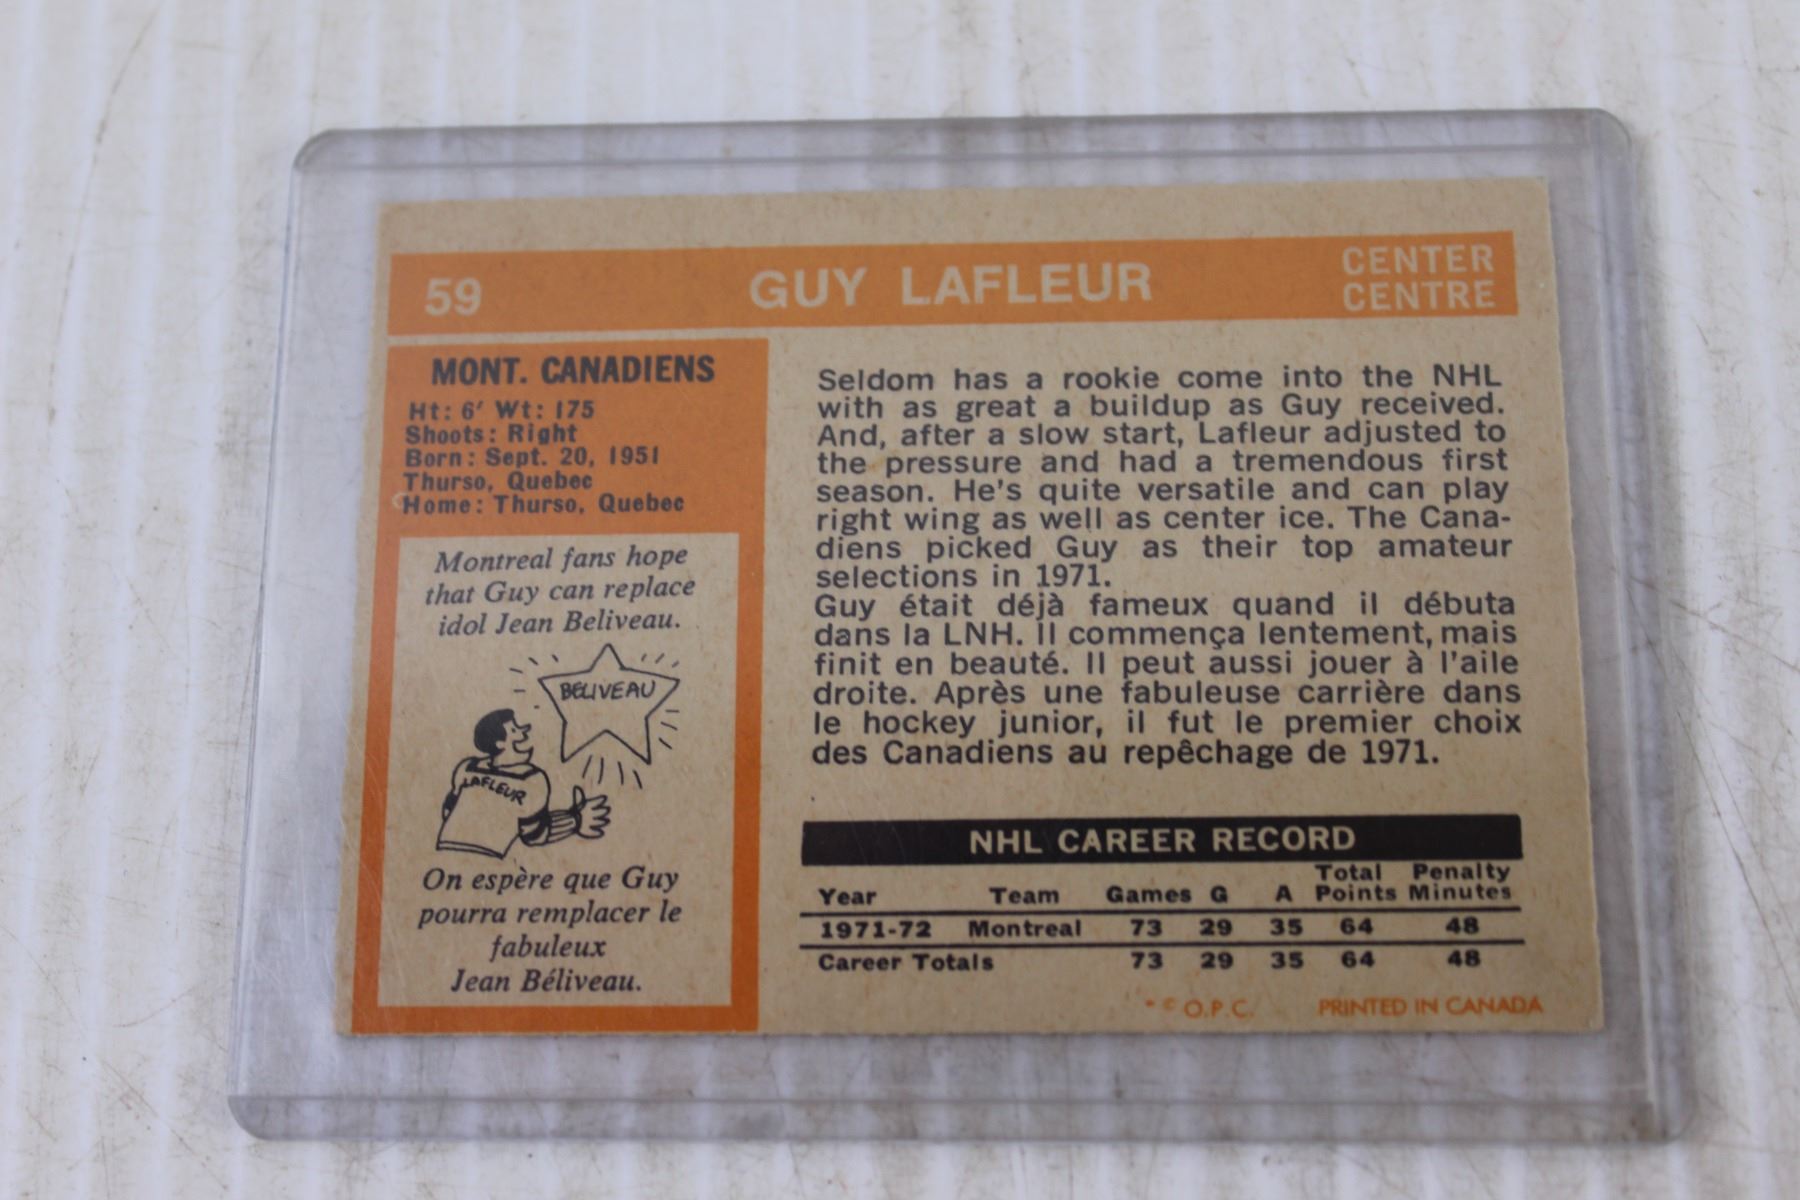 59 GUY LAFLEUR CENTER
CENTRE
MONT. CANADIENS
Ht: 6' Wt: 175
Shoots: Right
Born: Sept. 20, 1951
Thurso, Quebec
Home: Thurso, Quebec
Montreal fans hope
that Guy can replace
idol Jean Beliveau.
BELIVEAU
LAFLEUR
On espère que Guy
pourra remplacer le
fabuleux
Jean Béliveau.
Seldom has a rookie come into the NHL
with as great a buildup as Guy received.
And, after a slow start, Lafleur adjusted to
the pressure and had a tremendous first
season. He's quite versatile and can play
right wing as well as center ice. The Cana-
diens picked Guy as their top amateur
selections in 1971.
Guy était déjà fameux quand il débuta
dans la LNH. Il commença lentement, mais
finit en beauté. Il peut aussi jouer à l'aile
droite. Après une fabuleuse carrière dans
le hockey junior, il fut le premier choix
des Canadiens au repêchage de 1971.
NHL CAREER RECORD
Year Team Games G A Total Points Penalty Minutes
1971-72 Montreal 73 29 35 64 48
Career Totals 73 29 35 64 48
* © O.P.C. PRINTED IN CANADA